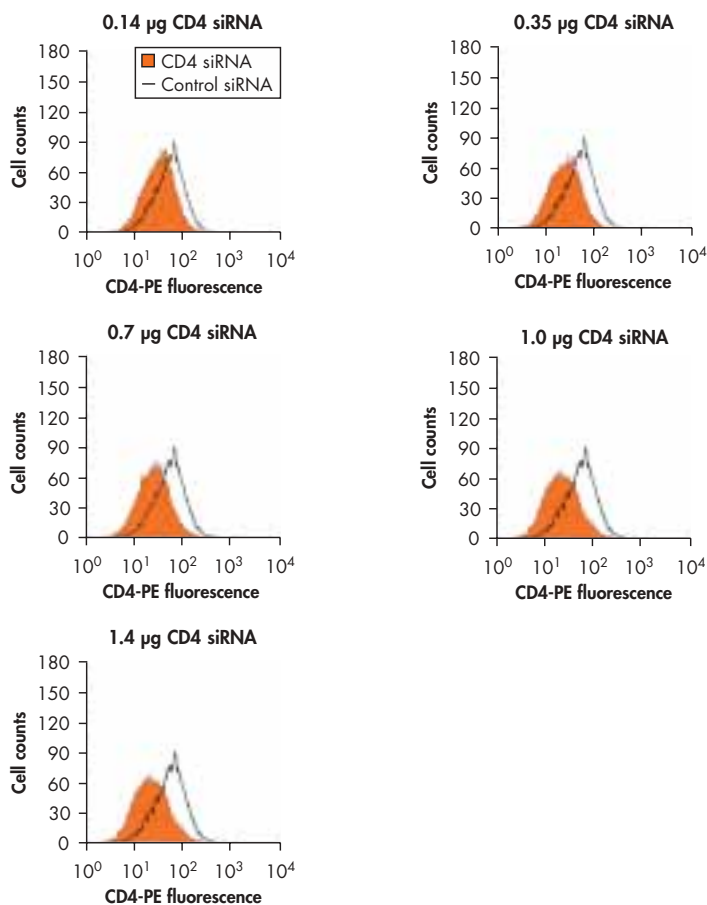 0.14 µg CD4 siRNA
CD4 siRNA
Control siRNA
Cell counts
180
150
120
90
60
30
0
10⁰ 10¹ 10² 10³ 10⁴
CD4-PE fluorescence
0.35 µg CD4 siRNA
Cell counts
180
150
120
90
60
30
0
10⁰ 10¹ 10² 10³ 10⁴
CD4-PE fluorescence
0.7 µg CD4 siRNA
Cell counts
180
150
120
90
60
30
0
10⁰ 10¹ 10² 10³ 10⁴
CD4-PE fluorescence
1.0 µg CD4 siRNA
Cell counts
180
150
120
90
60
30
0
10⁰ 10¹ 10² 10³ 10⁴
CD4-PE fluorescence
1.4 µg CD4 siRNA
Cell counts
180
150
120
90
60
30
0
10⁰ 10¹ 10² 10³ 10⁴
CD4-PE fluorescence